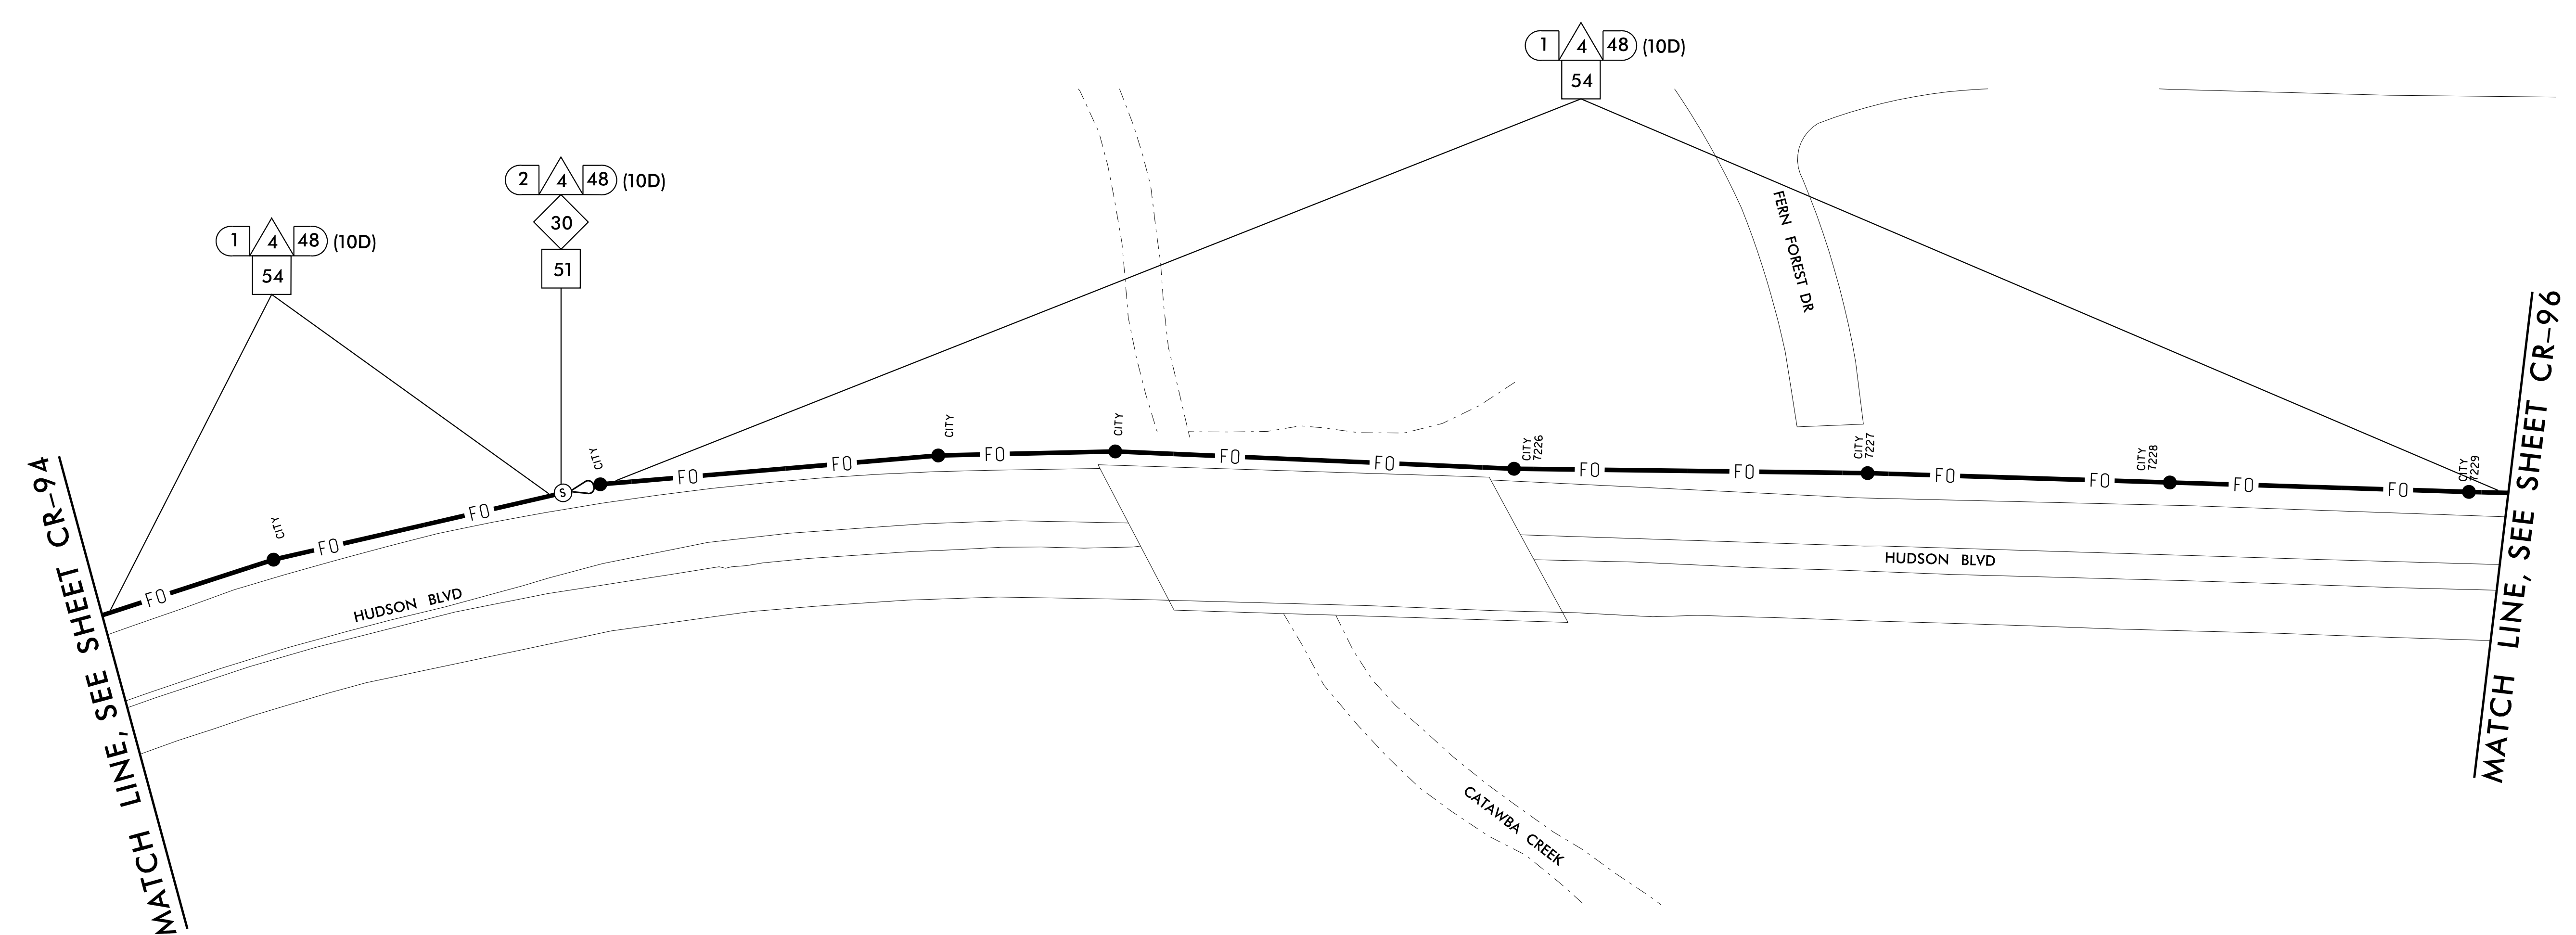 1 4 48 (10D)
54
2 4 48 (10D)
30
51
1 4 48 (10D)
54
FERN FOREST DR
MATCH LINE, SEE SHEET CR-94
MATCH LINE, SEE SHEET CR-96
CITY
CITY
CITY
CITY
CITY
7226
CITY
7227
CITY
7228
CITY
7229
S
FO
FO
FO
FO
FO
FO
FO
FO
FO
FO
FO
FO
FO
FO
HUDSON BLVD
HUDSON BLVD
CATAWBA CREEK